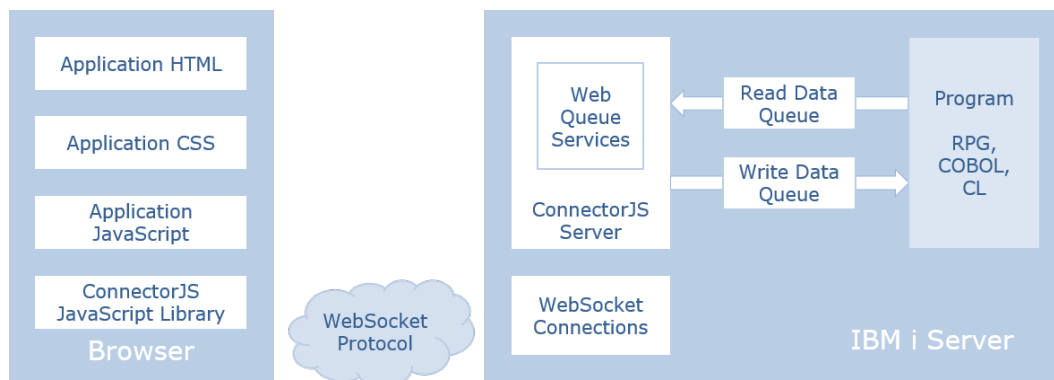 Application HTML
Application CSS
Application
JavaScript
ConnectorJS
JavaScript Library
Browser
WebSocket
Protocol
Web
Queue
Services
ConnectorJS
Server
WebSocket
Connections
Read Data
Queue
Write Data
Queue
Program
RPG,
COBOL,
CL
IBM i Server